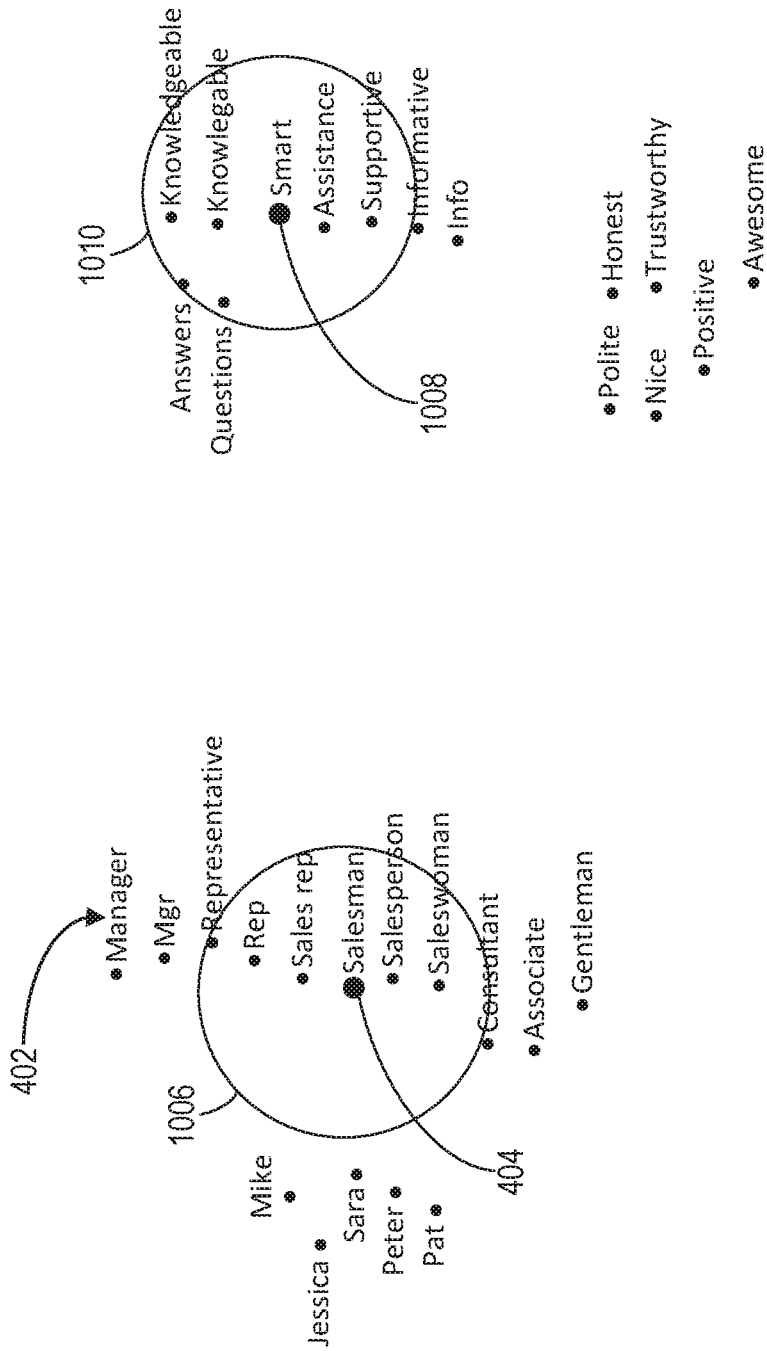 402
Manager
Mgr
1006
Representative
Rep
Mike
Sales rep
Jessica
Salesman
Sara
Salesperson
Peter
Saleswoman
Pat
Consultant
404
Associate
Gentleman
1010
Knowledgeable
Answers
Knowlegable
Questions
Smart
Assistance
Supportive
Informative
1008
Info
Polite
Honest
Nice
Trustworthy
Positive
Awesome